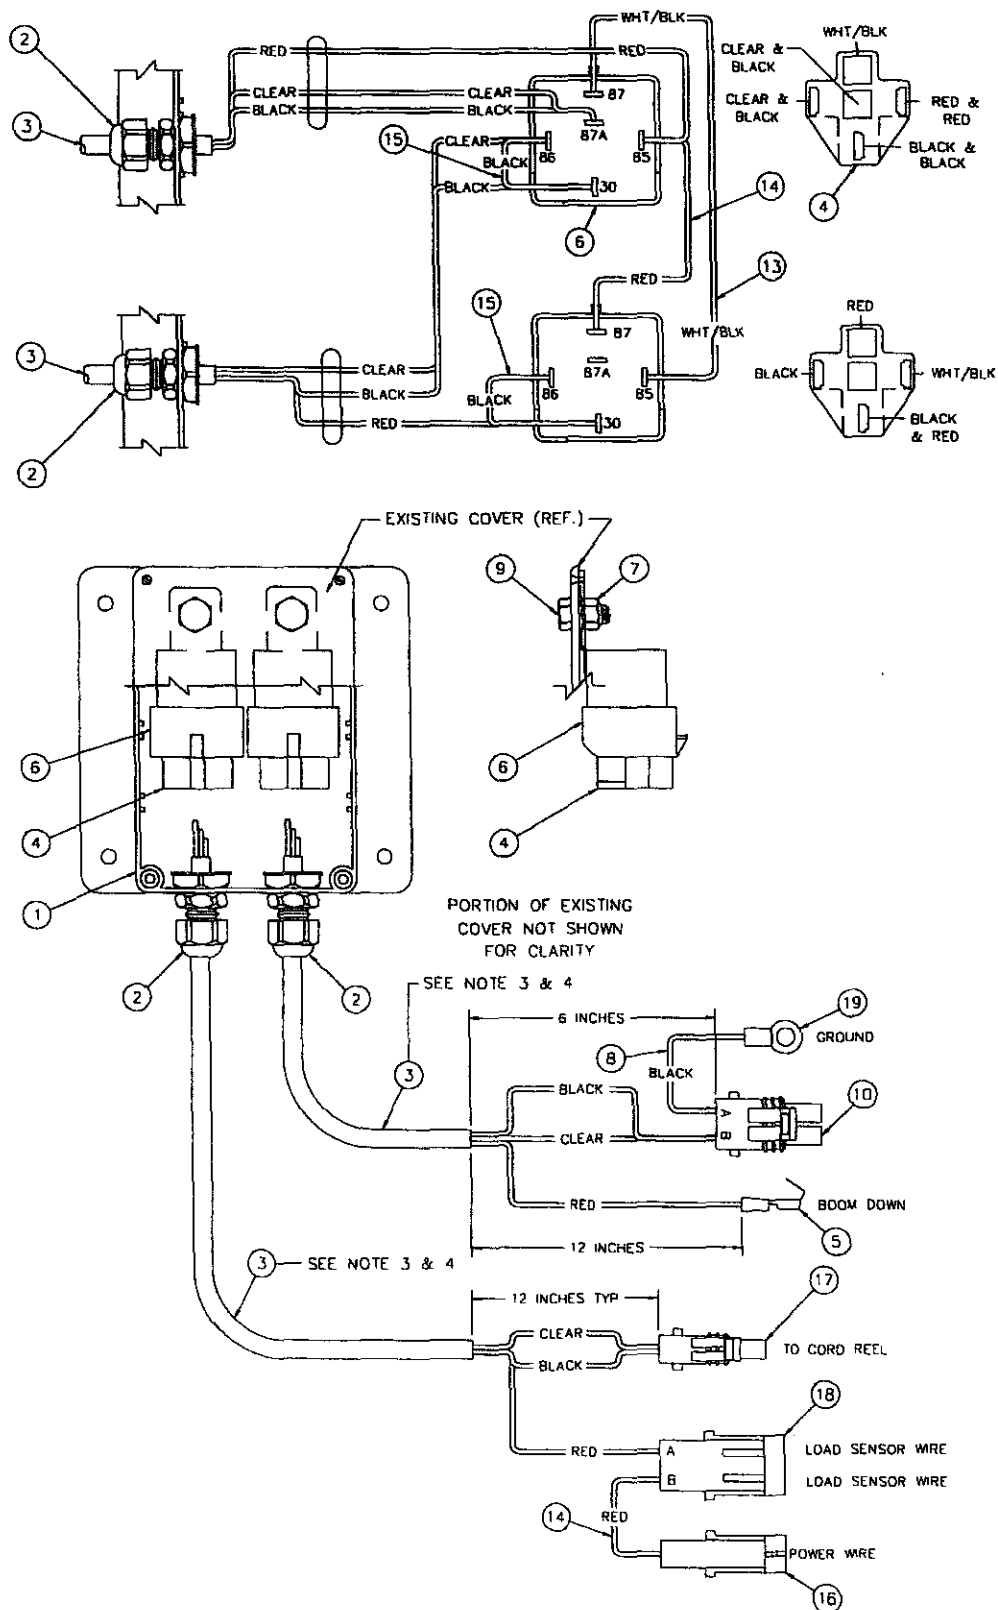 WHT/BLK
2
RED
RED
WHT/BLK
CLEAR &
BLACK
3
CLEAR
CLEAR
BLACK
BLACK
87
87A
CLEAR &
BLACK
RED &
RED
15
CLEAR
BLACK
86
85
BLACK &
BLACK
BLACK
30
14
4
6
13
RED
15
87
WHT/BLK
RED
3
CLEAR
87A
BLACK
WHT/BLK
BLACK
86
85
BLACK
RED
30
BLACK
& RED
2
EXISTING COVER (REF.)
9
7
6
6
4
4
1
PORTION OF EXISTING
COVER NOT SHOWN
FOR CLARITY
2
2
SEE NOTE 3 & 4
6 INCHES
19
GROUND
8
BLACK
3
BLACK
A
10
CLEAR
B
RED
BOOM DOWN
5
12 INCHES
3
SEE NOTE 3 & 4
12 INCHES TYP
17
CLEAR
TO CORD REEL
BLACK
18
RED
A
LOAD SENSOR WIRE
B
LOAD SENSOR WIRE
14
RED
POWER WIRE
16